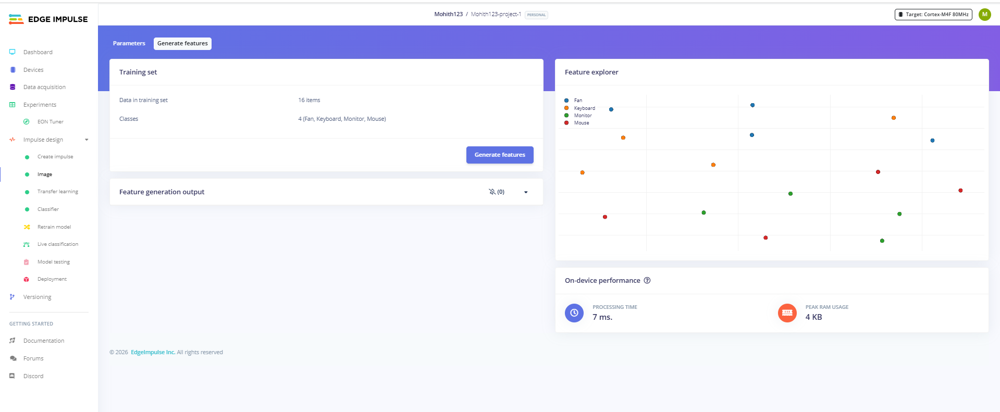 EDGE IMPULSE
Mohith123 / Mohith123-project-1 PERSONAL
Target: Cortex-M4F 80MHz
M
Dashboard
Devices
Data acquisition
Experiments
EON Tuner
Impulse design
Create impulse
Image
Transfer learning
Classifier
Retrain model
Live classification
Model testing
Deployment
Versioning
GETTING STARTED
Documentation
Forums
Discord
Parameters
Generate features
Training set
Data in training set 16 items
Classes 4 (Fan, Keyboard, Monitor, Mouse)
Generate features
Feature generation output (0)
Feature explorer
Fan
Keyboard
Monitor
Mouse
On-device performance ?
PROCESSING TIME
7 ms.
PEAK RAM USAGE
4 KB
© 2026 EdgeImpulse Inc. All rights reserved